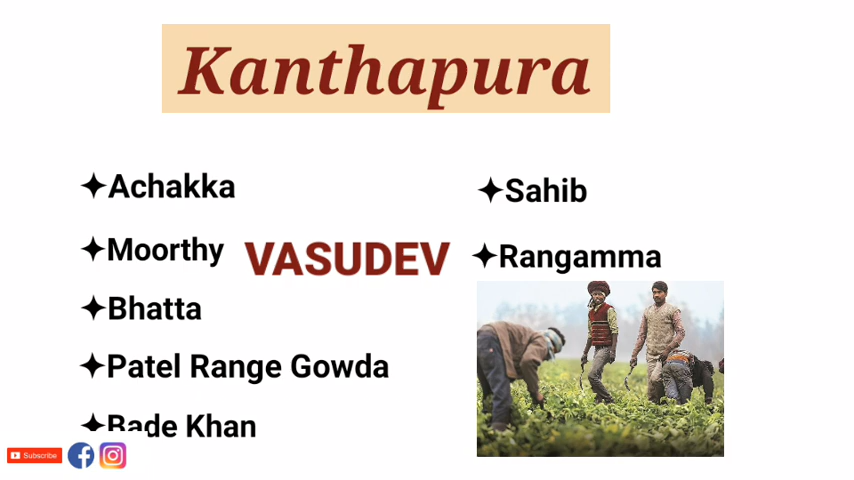 Kanthapura
✦Achakka
✦Moorthy
✦Bhatta
✦Patel Range Gowda
✦Bade Khan
VASUDEV
✦Sahib
✦Rangamma
Subscribe